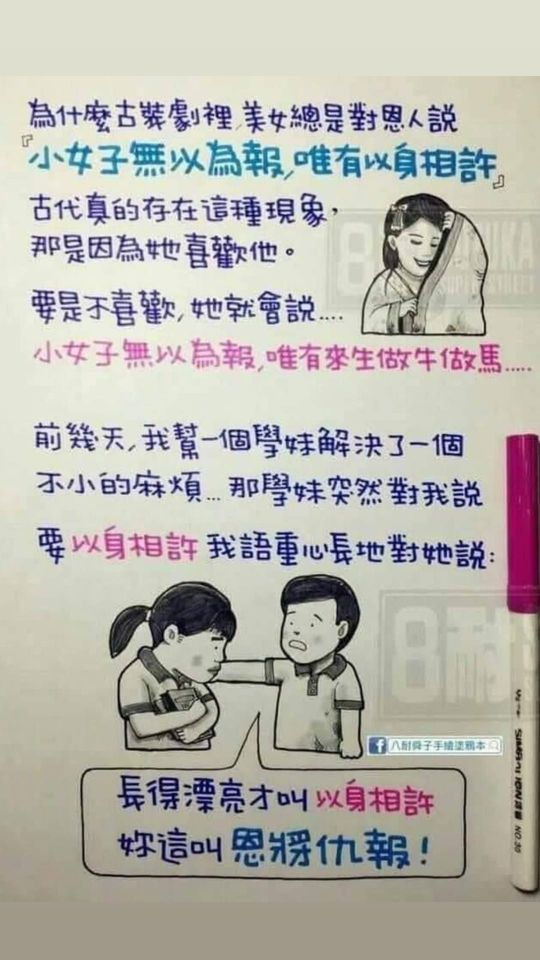 為什麼古裝劇裡,美女總是對恩人說
『小女子無以為報,唯有以身相許』
古代真的存在這種現象,
那是因為她喜歡他。
要是不喜歡,她就會說....
小女子無以為報,唯有來生做牛做馬.....
前幾天,我幫一個學妹解決了一個
不小的麻煩...那學妹突然對我說
要以身相許我語重心長地對她說:
f 八耐舜子手繪塗鴉本
長得漂亮才叫以身相許
妳這叫恩將仇報!
NO.30